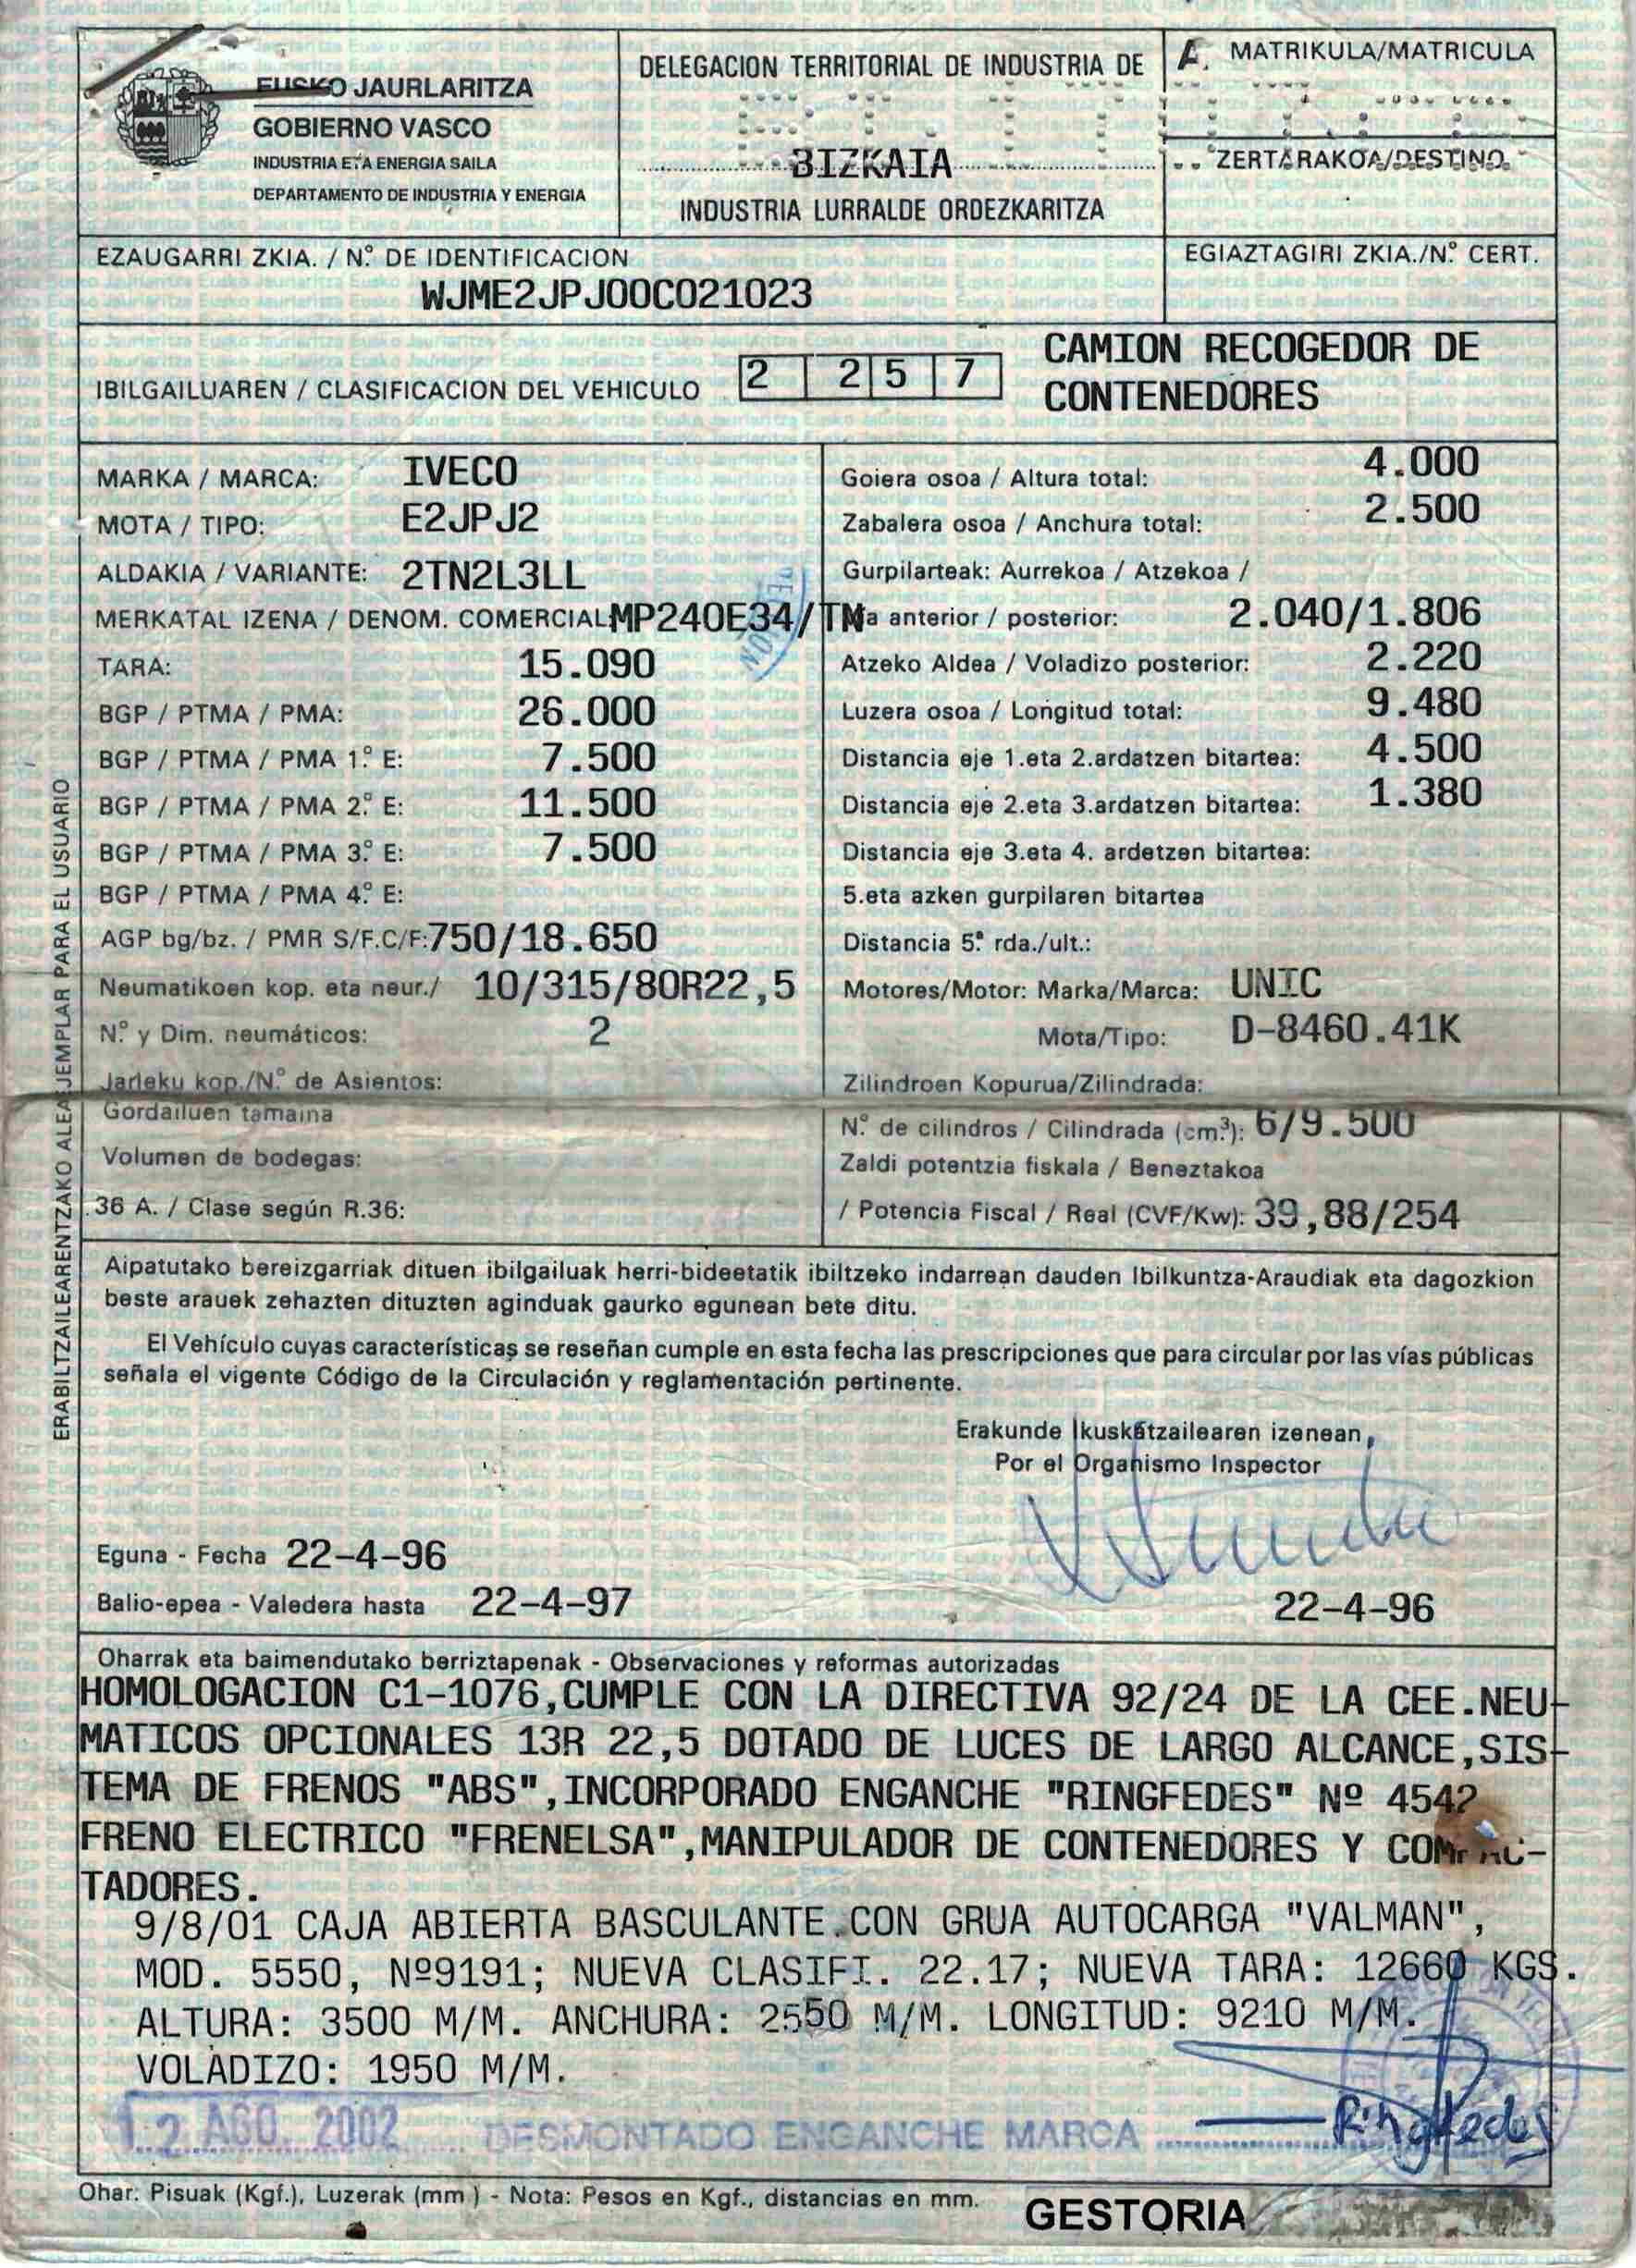 EUSKO JAURLARITZA
GOBIERNO VASCO
INDUSTRIA ETA ENERGIA SAILA
DEPARTAMENTO DE INDUSTRIA Y ENERGIA
DELEGACION TERRITORIAL DE INDUSTRIA DE
BIZKAIA
INDUSTRIA LURRALDE ORDEZKARITZA
MATRIKULA/MATRICULA
ZERTARAKOA/DESTINO
EZAUGARRI ZKIA. / N.º DE IDENTIFICACION
WJME2JPJ00C021023
EGIAZTAGIRI ZKIA./N.º CERT.
IBILGAILUAREN / CLASIFICACION DEL VEHICULO 2 2 5 7
CAMION RECOGEDOR DE
CONTENEDORES
MARKA / MARCA: IVECO
MOTA / TIPO: E2JPJ2
ALDAKIA / VARIANTE: 2TN2L3LL
MERKATAL IZENA / DENOM. COMERCIAL MP240E34/TM
TARA: 15.090
BGP / PTMA / PMA: 26.000
BGP / PTMA / PMA 1.º E: 7.500
BGP / PTMA / PMA 2.º E: 11.500
BGP / PTMA / PMA 3.º E: 7.500
BGP / PTMA / PMA 4.º E:
AGP bg/bz. / PMR S/F.C/F: 750/18.650
Neumatikoen kop. eta neur./ 10/315/80R22,5
N.º y Dim. neumáticos: 2
Jarleku kop./N.º de Asientos:
Gordailuen tamaina
Volumen de bodegas:
36 A. / Clase según R.36:
Goiera osoa / Altura total: 4.000
Zabalera osoa / Anchura total: 2.500
Gurpilarteak: Aurrekoa / Atzekoa /
a anterior / posterior: 2.040/1.806
Atzeko Aldea / Voladizo posterior: 2.220
Luzera osoa / Longitud total: 9.480
Distancia eje 1.eta 2.ardatzen bitartea: 4.500
Distancia eje 2.eta 3.ardatzen bitartea: 1.380
Distancia eje 3.eta 4. ardetzen bitartea:
5.eta azken gurpilaren bitartea
Distancia 5.ª rda./ult.:
Motores/Motor: Marka/Marca: UNIC
Mota/Tipo: D-8460.41K
Zilindroen Kopurua/Zilindrada:
N.º de cilindros / Cilindrada (cm.³): 6/9.500
Zaldi potentzia fiskala / Beneztakoa
/ Potencia Fiscal / Real (CVF/Kw): 39,88/254
ERABILTZAILEARENTZAKO ALEA EJEMPLAR PARA EL USUARIO
Aipatutako bereizgarriak dituen ibilgailuak herri-bideetatik ibiltzeko indarrean dauden Ibilkuntza-Araudiak eta dagozkion
beste arauek zehazten dituzten aginduak gaurko egunean bete ditu.
El Vehículo cuyas características se reseñan cumple en esta fecha las prescripciones que para circular por las vías públicas
señala el vigente Código de la Circulación y reglamentación pertinente.
Erakunde Ikuskatzailearen izenean,
Por el Organismo Inspector
Eguna - Fecha 22-4-96
Balio-epea - Valedera hasta 22-4-97
22-4-96
Oharrak eta baimendutako berriztapenak - Observaciones y reformas autorizadas
HOMOLOGACION C1-1076,CUMPLE CON LA DIRECTIVA 92/24 DE LA CEE.NEU-
MATICOS OPCIONALES 13R 22,5 DOTADO DE LUCES DE LARGO ALCANCE,SIS-
TEMA DE FRENOS "ABS",INCORPORADO ENGANCHE "RINGFEDES" Nº 4542
FRENO ELECTRICO "FRENELSA",MANIPULADOR DE CONTENEDORES Y COMPAC-
TADORES.
9/8/01 CAJA ABIERTA BASCULANTE CON GRUA AUTOCARGA "VALMAN",
MOD. 5550, Nº9191; NUEVA CLASIFI. 22.17; NUEVA TARA: 12660 KGS.
ALTURA: 3500 M/M. ANCHURA: 2550 M/M. LONGITUD: 9210 M/M.
VOLADIZO: 1950 M/M.
12 AGO. 2002 DESMONTADO ENGANCHE MARCA Ringfedes
Ohar: Pisuak (Kgf.), Luzerak (mm ) - Nota: Pesos en Kgf., distancias en mm.
GESTORIA